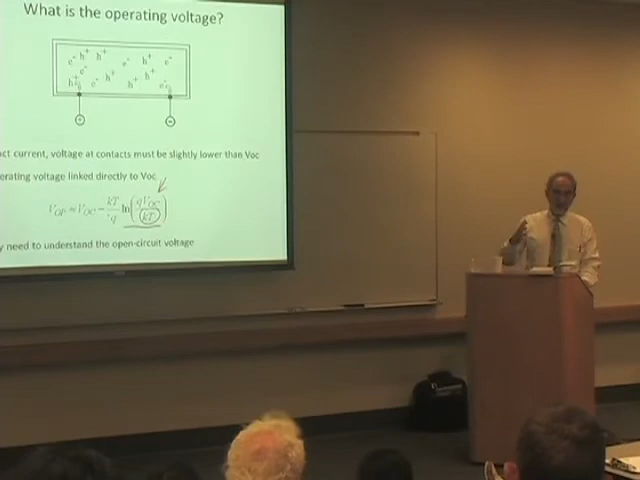 What is the operating voltage?
e⁻ h⁺ h⁺ e⁻ h⁺ e⁻
e⁻ h⁺ e⁻ h⁺ h⁺ h⁺
+ −
ct current, voltage at contacts must be slightly lower than Voc
erating voltage linked directly to Voc
V_OP ≈ V_OC − kT/q ln(qV_OC/kT)
y need to understand the open-circuit voltage